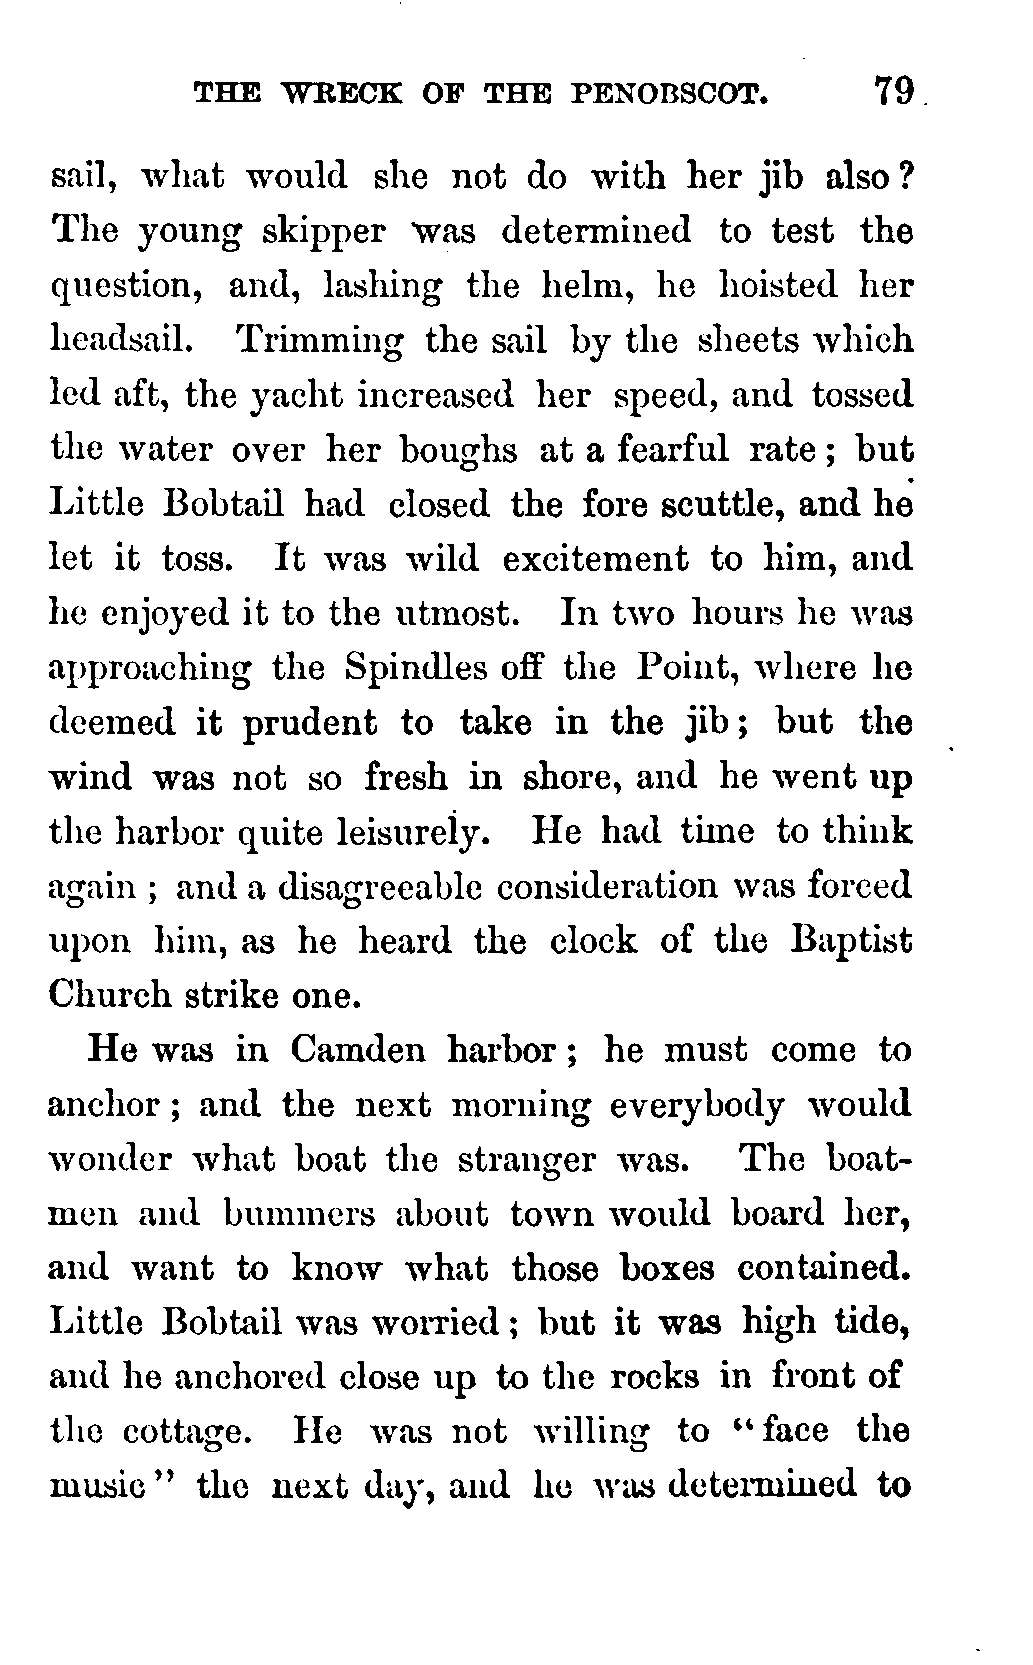 THE WRECK OF THE PENOBSCOT. 79
sail, what would she not do with her jib also?
The young skipper was determined to test the
question, and, lashing the helm, he hoisted her
headsail. Trimming the sail by the sheets which
led aft, the yacht increased her speed, and tossed
the water over her boughs at a fearful rate; but
Little Bobtail had closed the fore scuttle, and he
let it toss. It was wild excitement to him, and
he enjoyed it to the utmost. In two hours he was
approaching the Spindles off the Point, where he
deemed it prudent to take in the jib; but the
wind was not so fresh in shore, and he went up
the harbor quite leisurely. He had time to think
again; and a disagreeable consideration was forced
upon him, as he heard the clock of the Baptist
Church strike one.
He was in Camden harbor; he must come to
anchor; and the next morning everybody would
wonder what boat the stranger was. The boat-
men and bummers about town would board her,
and want to know what those boxes contained.
Little Bobtail was worried; but it was high tide,
and he anchored close up to the rocks in front of
the cottage. He was not willing to "face the
music" the next day, and he was determined to